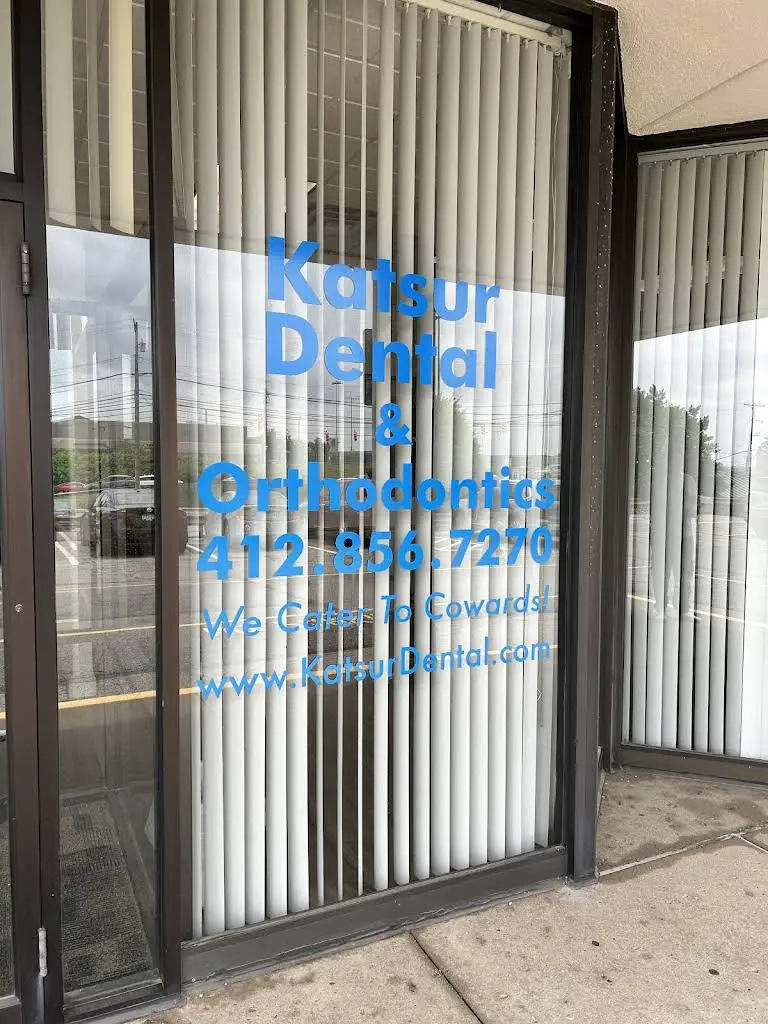 Katsur
Dental
&
Orthodontics
412.856.7270
We Cater To Cowards!
www.KatsurDental.com